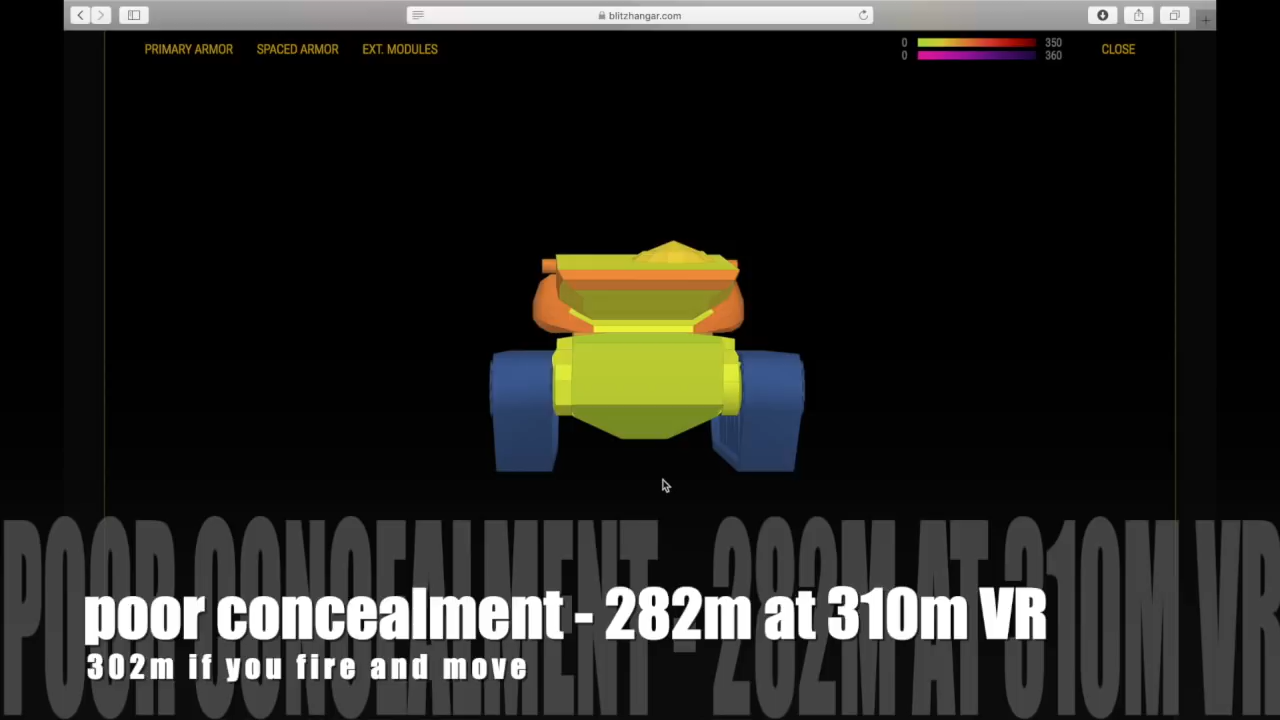 blitzhangar.com
PRIMARY ARMOR SPACED ARMOR EXT. MODULES 0 350 CLOSE
0 360
POOR CONCEALMENT - 282M AT 310M VR
poor concealment - 282m at 310m VR
302m if you fire and move